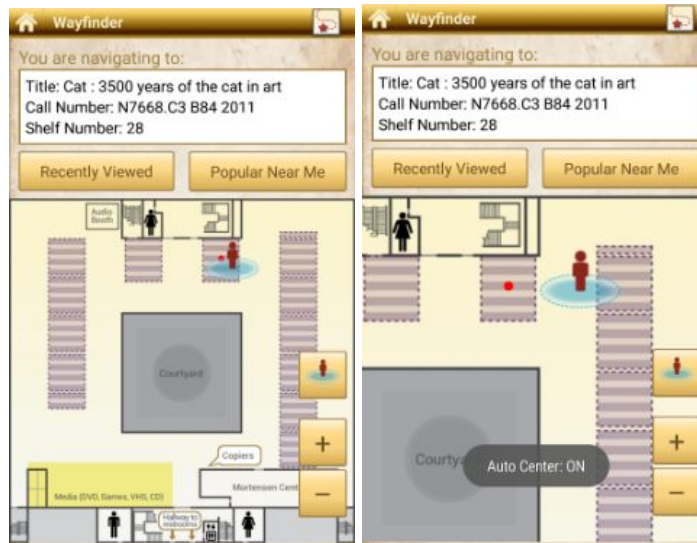 Wayfinder
You are navigating to:
Title: Cat : 3500 years of the cat in art
Call Number: N7668.C3 B84 2011
Shelf Number: 28
Recently Viewed
Popular Near Me
Audio
Booth
Courtyard
+
Copiers
−
Media (DVD, Games, VHS, CD)
Mortensen Cent
Hallway to
restrooms
Wayfinder
You are navigating to:
Title: Cat : 3500 years of the cat in art
Call Number: N7668.C3 B84 2011
Shelf Number: 28
Recently Viewed
Popular Near Me
+
Courtya
Auto Center: ON
−